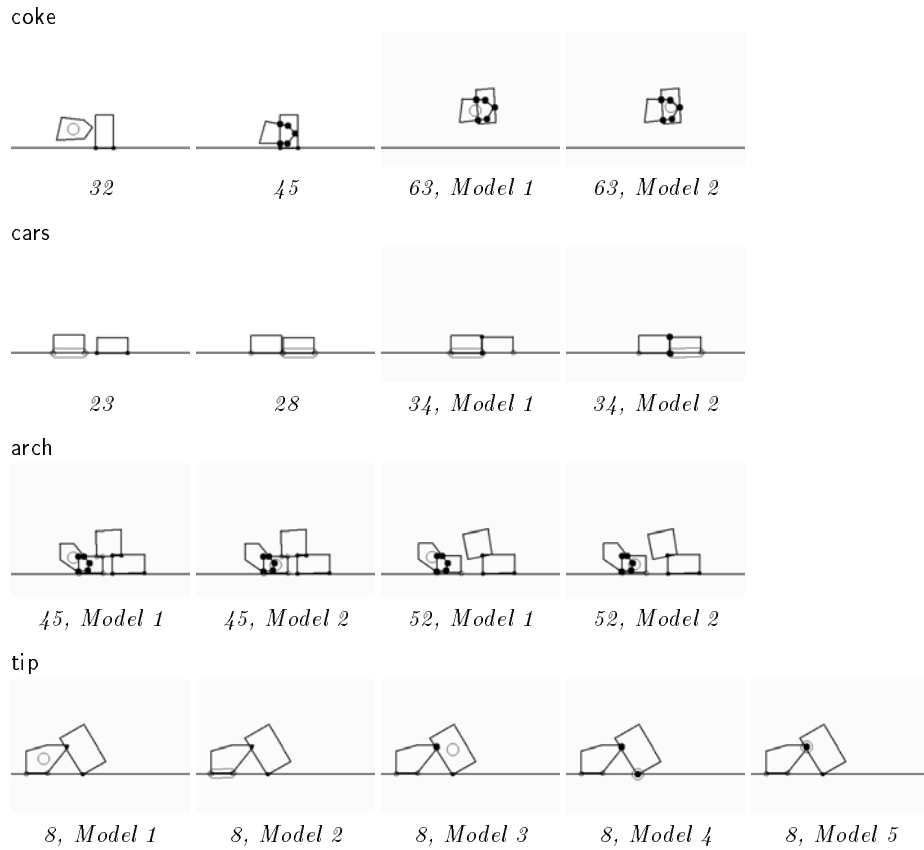 coke
32 45 63, Model 1 63, Model 2
cars
23 28 34, Model 1 34, Model 2
arch
45, Model 1 45, Model 2 52, Model 1 52, Model 2
tip
8, Model 1 8, Model 2 8, Model 3 8, Model 4 8, Model 5